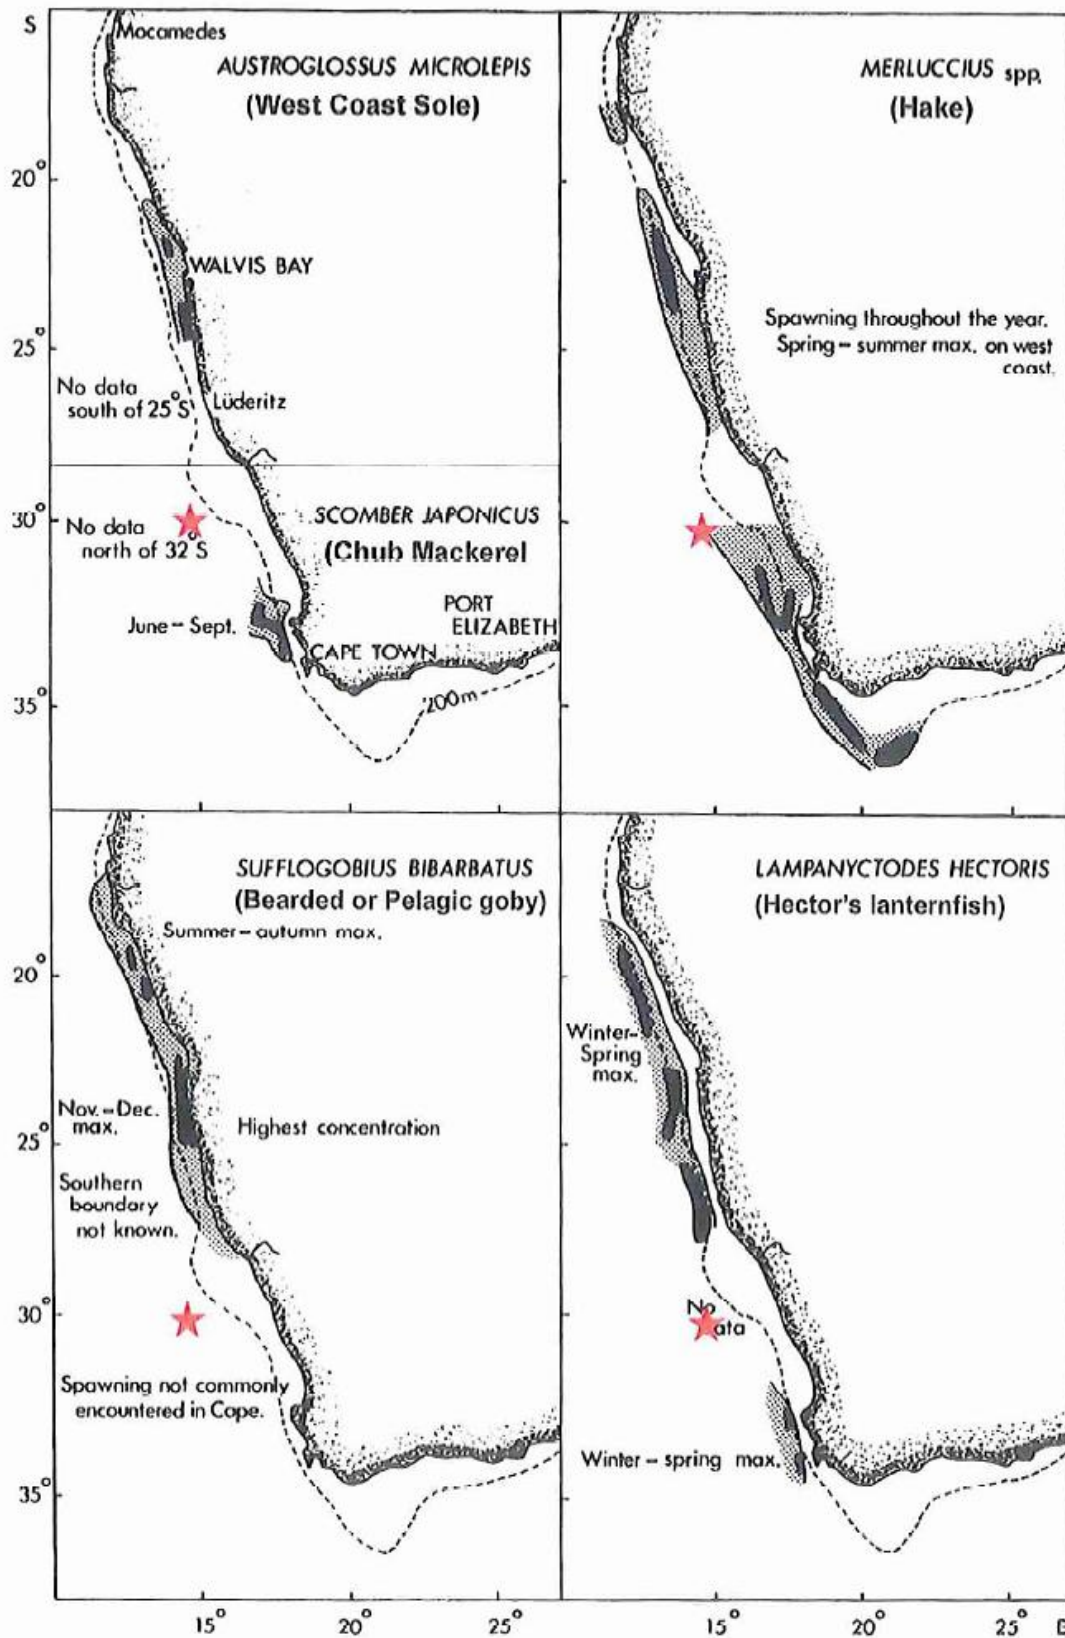 S
Mocamedes
AUSTROGLOSSUS MICROLEPIS
(West Coast Sole)
20°
WALVIS BAY
25°
No data
south of 25°S
Lüderitz
30°
No data
north of 32°S
SCOMBER JAPONICUS
(Chub Mackerel
June – Sept.
PORT
ELIZABETH
CAPE TOWN
35°
200m
MERLUCCIUS spp.
(Hake)
Spawning throughout the year.
Spring – summer max. on west
coast.
SUFFLOGOBIUS BIBARBATUS
(Bearded or Pelagic goby)
Summer – autumn max.
20°
Nov. – Dec.
max.
Highest concentration
25°
Southern
boundary
not known.
30°
Spawning not commonly
encountered in Cape.
35°
15° 20° 25°
LAMPANYCTODES HECTORIS
(Hector's lanternfish)
Winter–
Spring
max.
No
Winter – spring max.
15° 20° 25° E